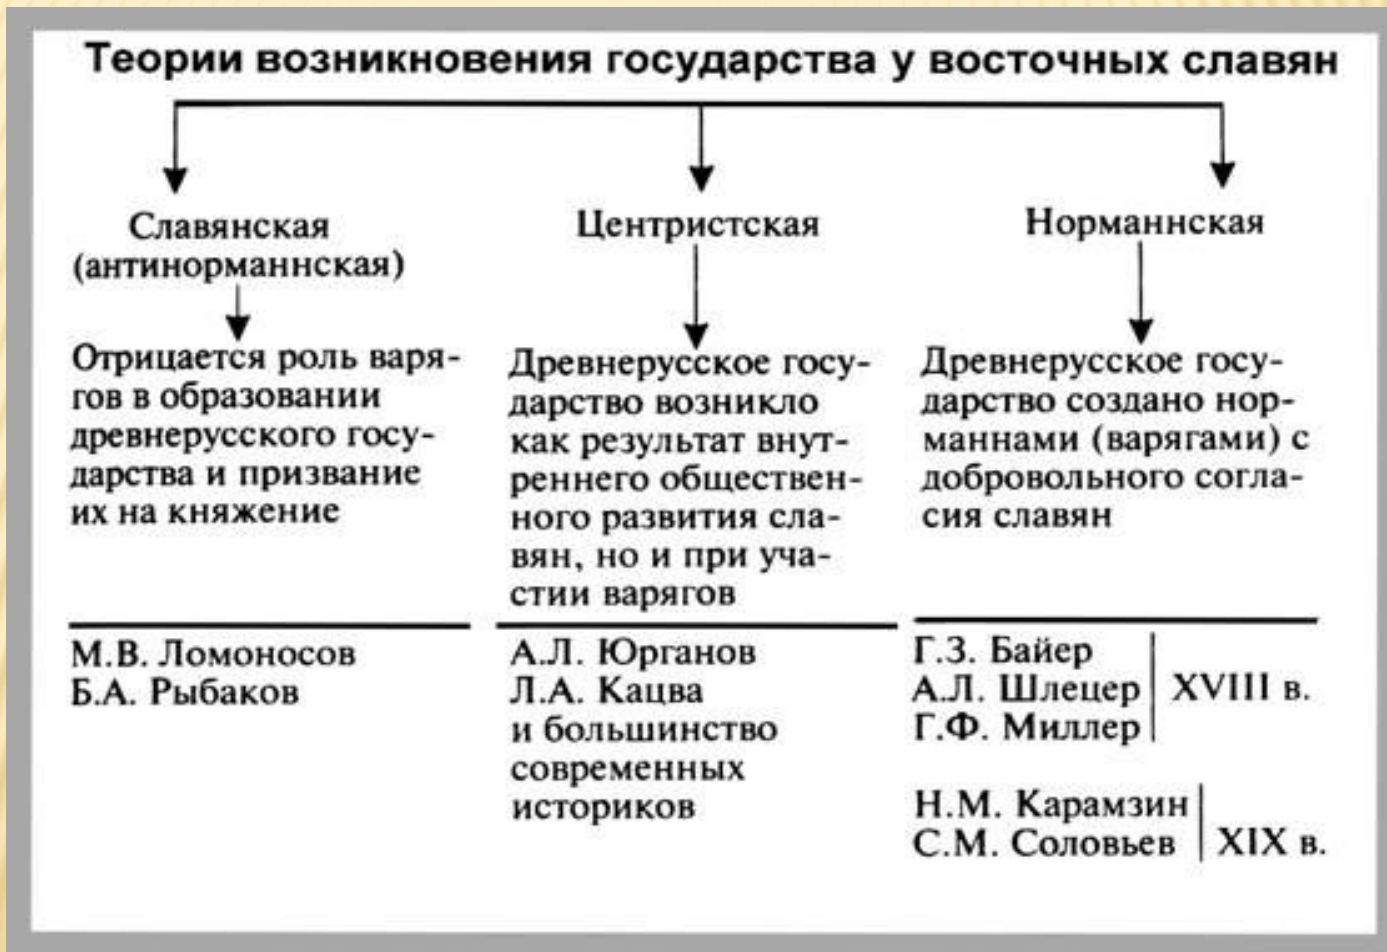 Теории возникновения государства у восточных славян
Славянская
(антинорманнская)
Отрицается роль варя-
гов в образовании
древнерусского госу-
дарства и призвание
их на княжение
М.В. Ломоносов
Б.А. Рыбаков
Центристская
Древнерусское госу-
дарство возникло
как результат внут-
реннего обществен-
ного развития сла-
вян, но и при уча-
стии варягов
А.Л. Юрганов
Л.А. Кацва
и большинство
современных
историков
Норманнская
Древнерусское госу-
дарство создано нор-
маннами (варягами) с
добровольного согла-
сия славян
Г.З. Байер
А.Л. Шлецер XVIII в.
Г.Ф. Миллер
Н.М. Карамзин
С.М. Соловьев XIX в.